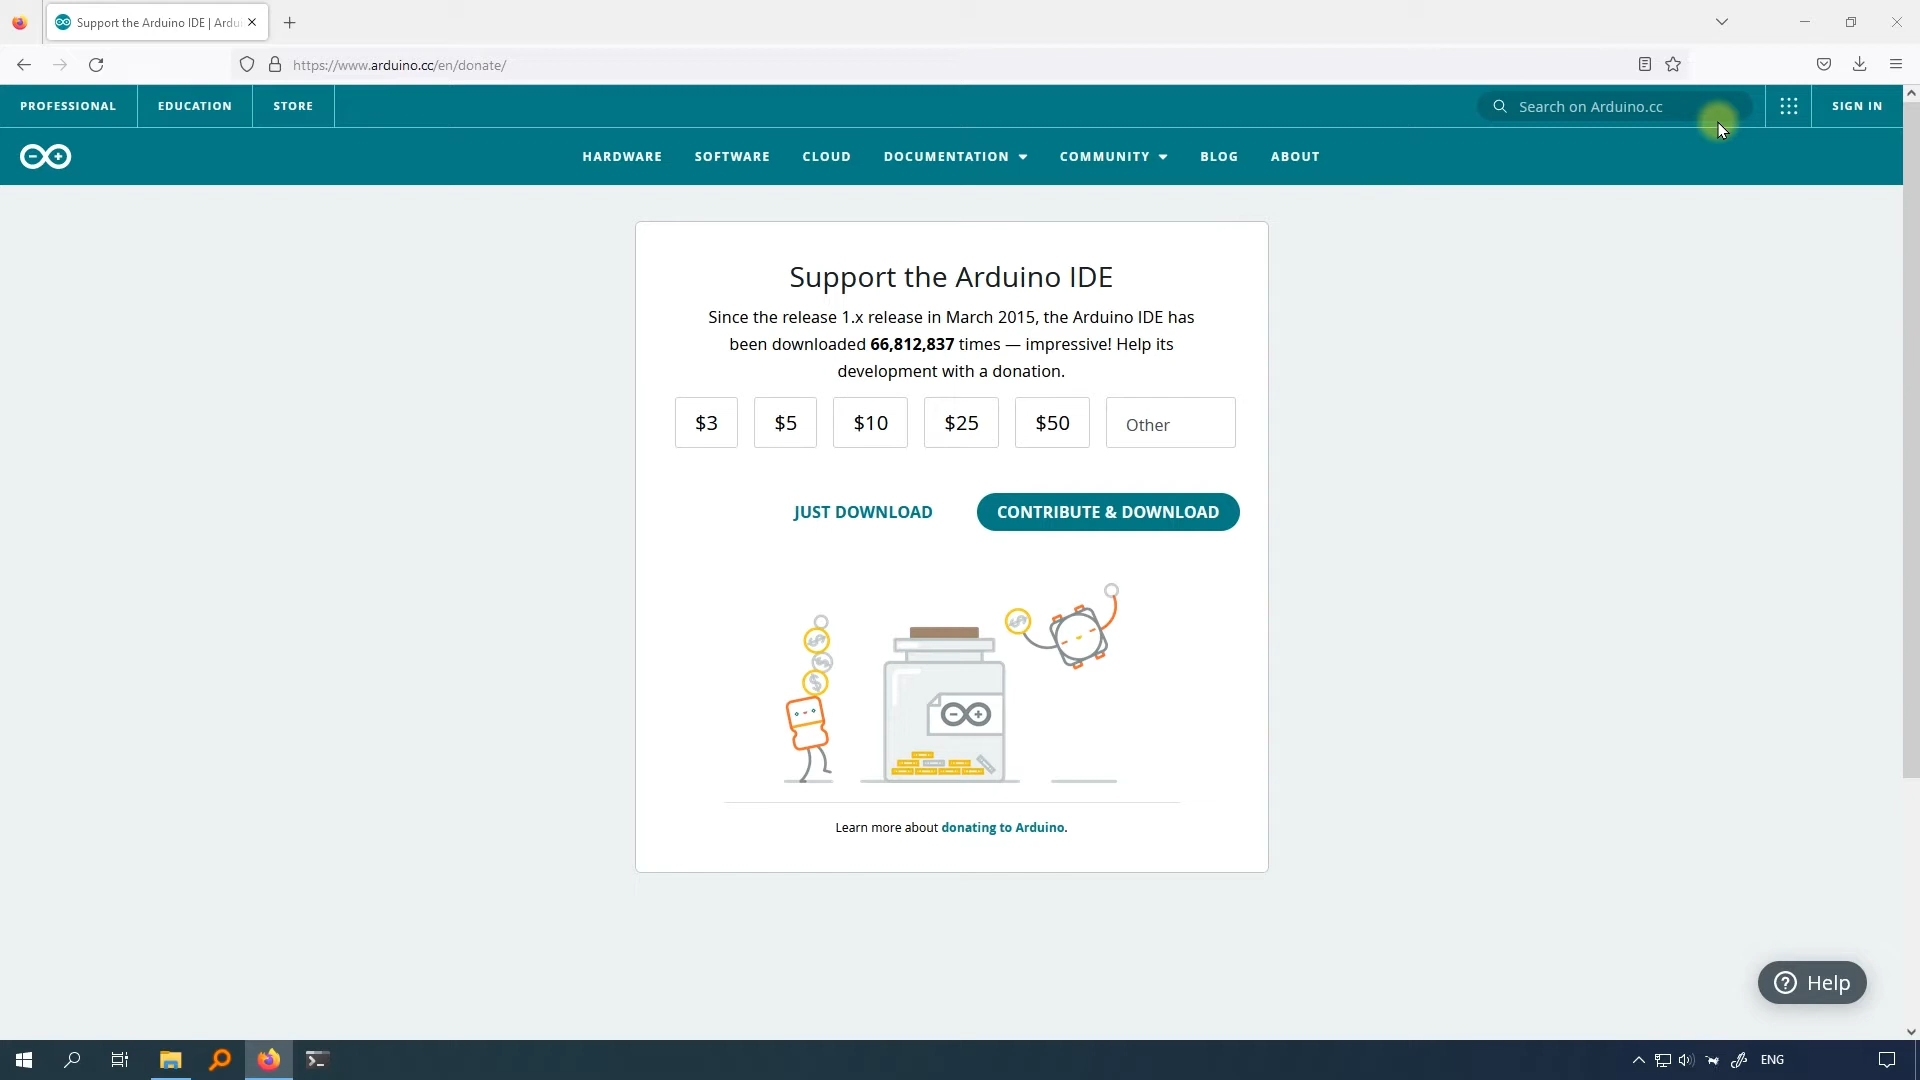 Support the Arduino IDE | Ardu
https://www.arduino.cc/en/donate/
PROFESSIONAL EDUCATION STORE Search on Arduino.cc SIGN IN
HARDWARE SOFTWARE CLOUD DOCUMENTATION COMMUNITY BLOG ABOUT
Support the Arduino IDE
Since the release 1.x release in March 2015, the Arduino IDE has
been downloaded 66,812,837 times — impressive! Help its
development with a donation.
$3 $5 $10 $25 $50 Other
JUST DOWNLOAD CONTRIBUTE & DOWNLOAD
Learn more about donating to Arduino.
Help
ENG